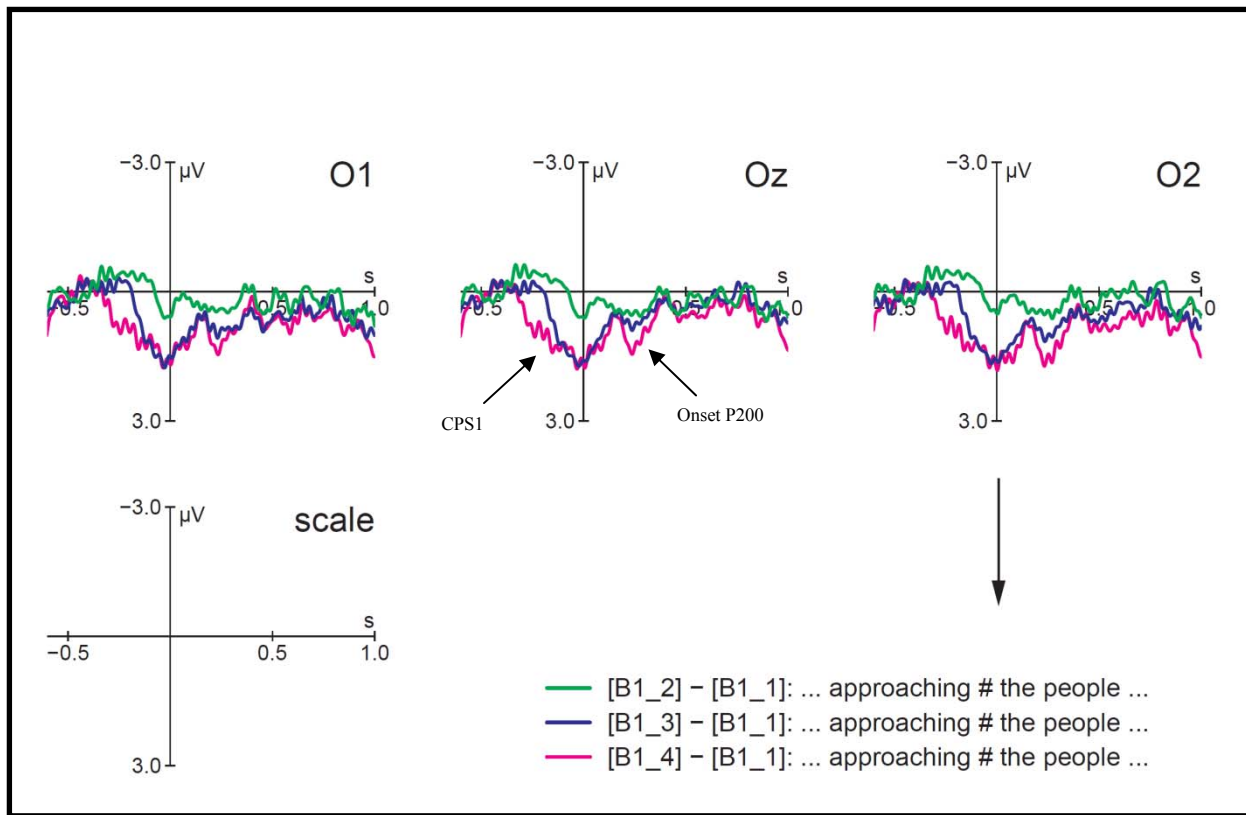 −3.0
µV
O1
s
0.5
0.5
1.0
3.0
−3.0
µV
Oz
s
0.5
0.5
1.0
3.0
CPS1
Onset P200
−3.0
µV
O2
s
0.5
0.5
1.0
3.0
−3.0
µV
scale
s
−0.5
0.5
1.0
3.0
[B1_2] − [B1_1]: ... approaching # the people ...
[B1_3] − [B1_1]: ... approaching # the people ...
[B1_4] − [B1_1]: ... approaching # the people ...